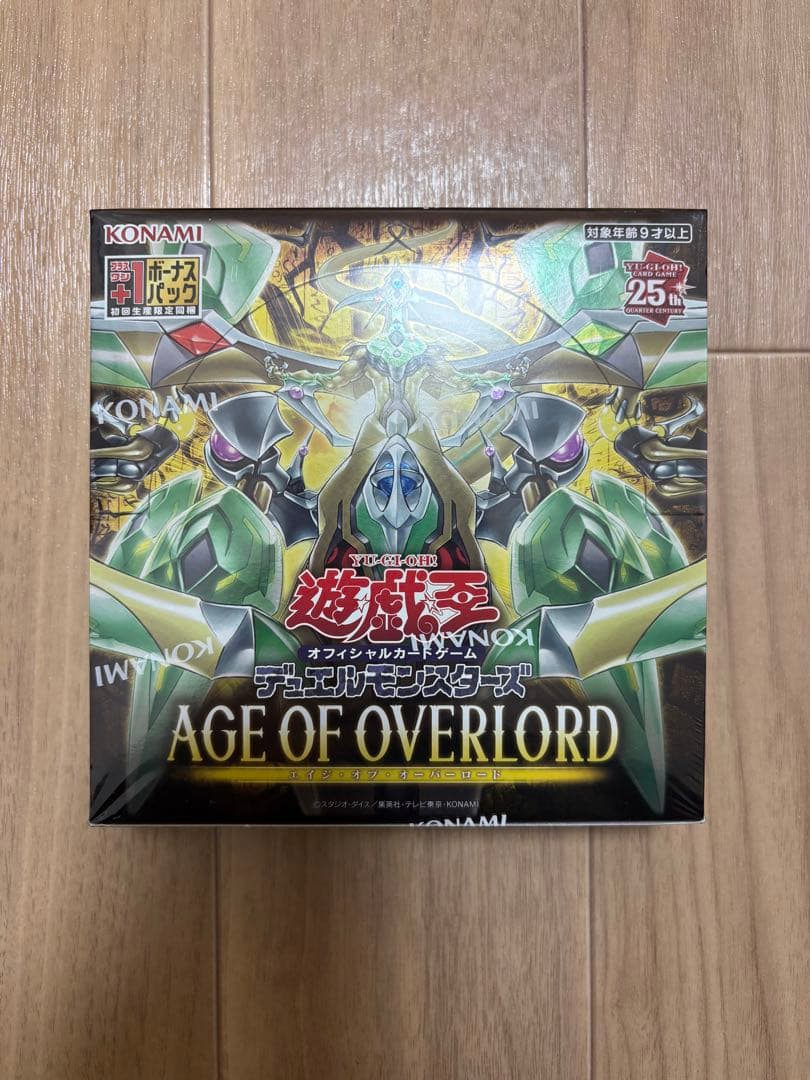 KONAMI
対象年齢9才以上
プラスワン
+1
ボーナス
パック
初回生産限定同梱
YU-GI-OH!
CARD GAME
25th
QUARTER CENTURY
KONAMI
KONAMI
YU-GI-OH!
遊戯王
オフィシャルカードゲーム
KONAMI
KONAMI
デュエルモンスターズ
AGE OF OVERLORD
エイジ・オブ・オーバーロード
©スタジオ・ダイス/集英社・テレビ東京・KONAMI
KONAMI